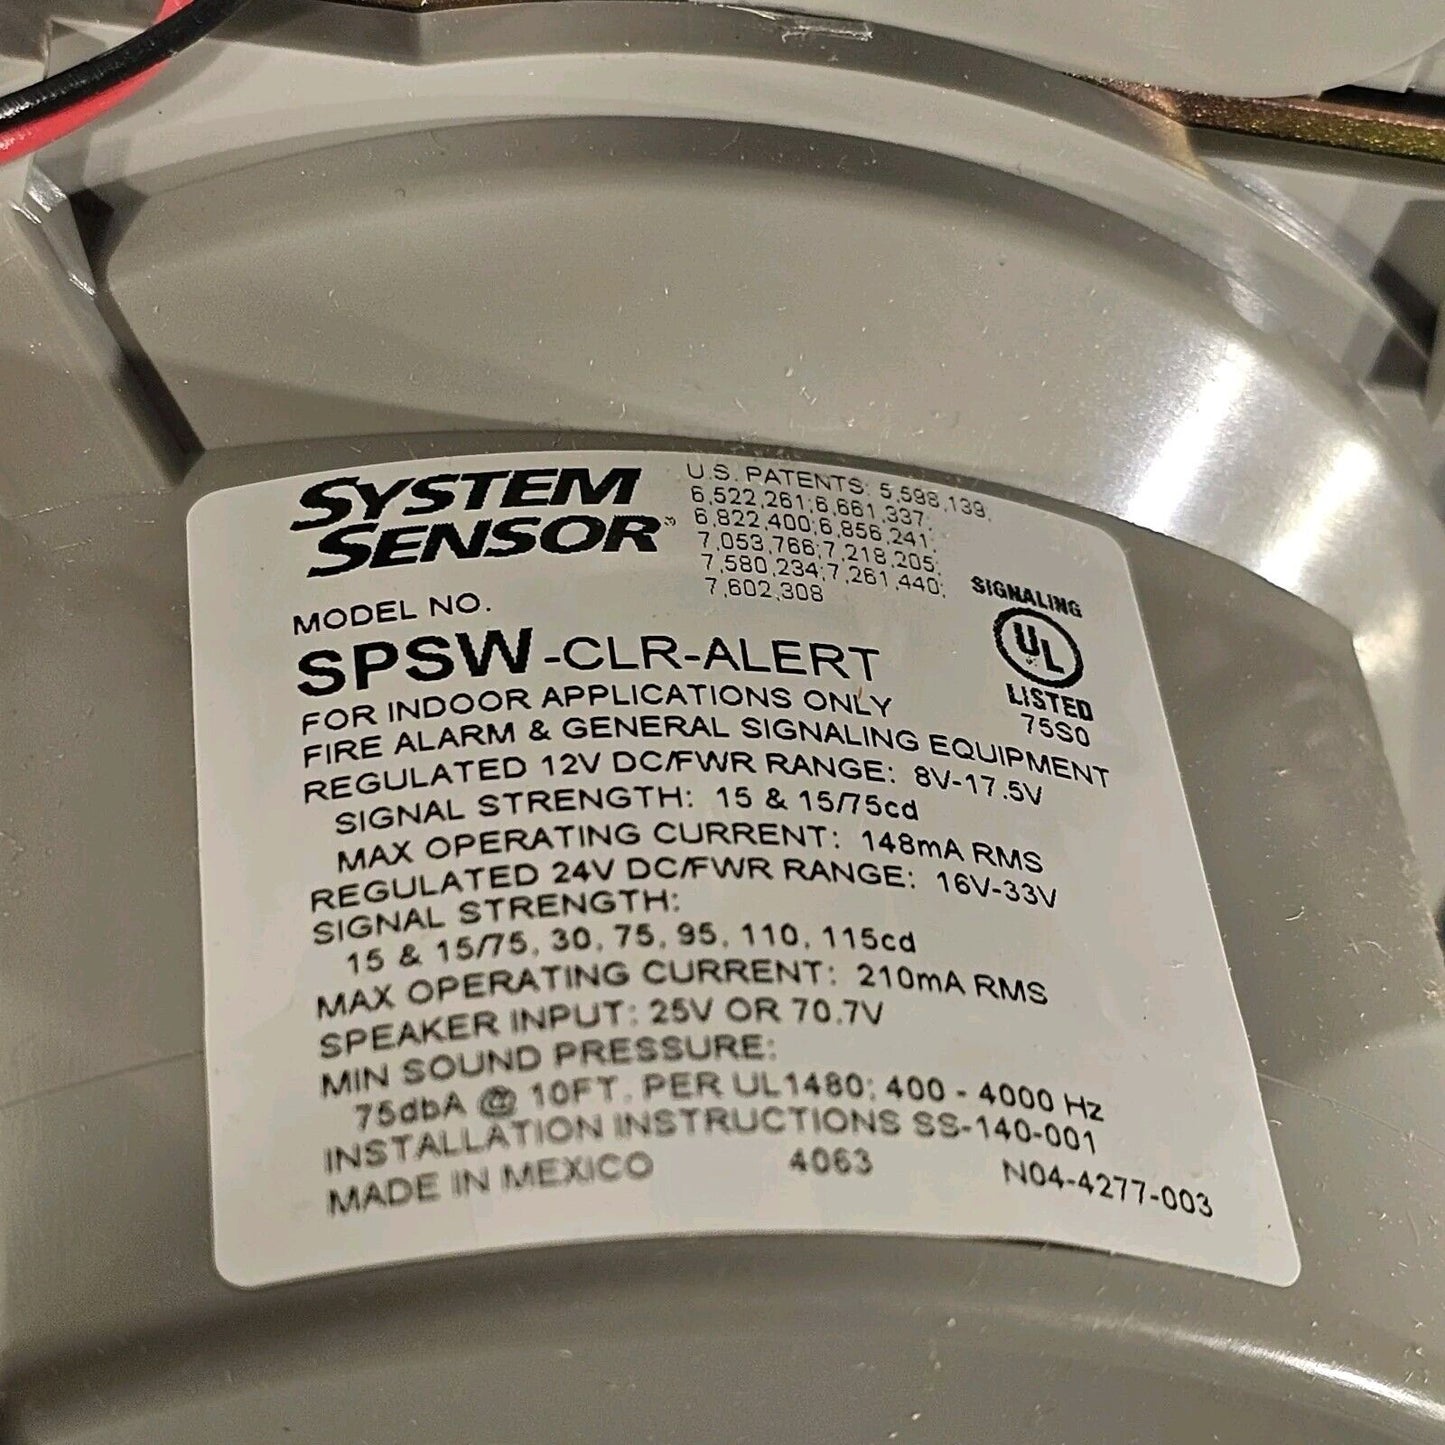 SYSTEM
SENSOR™
U.S. PATENTS: 5,598,139;
6,522,261;6,661,337;
6,822,400;6,856,241;
7,053,766;7,218,205;
7,580,234;7,261,440;
7,602,308
MODEL NO.
SPSW-CLR-ALERT
SIGNALING
UL
LISTED
75S0
FOR INDOOR APPLICATIONS ONLY
FIRE ALARM & GENERAL SIGNALING EQUIPMENT
REGULATED 12V DC/FWR RANGE: 8V-17.5V
SIGNAL STRENGTH: 15 & 15/75cd
MAX OPERATING CURRENT: 148mA RMS
REGULATED 24V DC/FWR RANGE: 16V-33V
SIGNAL STRENGTH:
15 & 15/75, 30, 75, 95, 110, 115cd
MAX OPERATING CURRENT: 210mA RMS
SPEAKER INPUT: 25V OR 70.7V
MIN SOUND PRESSURE:
75dbA @ 10FT. PER UL1480; 400 - 4000 Hz
INSTALLATION INSTRUCTIONS SS-140-001
MADE IN MEXICO 4063 N04-4277-003